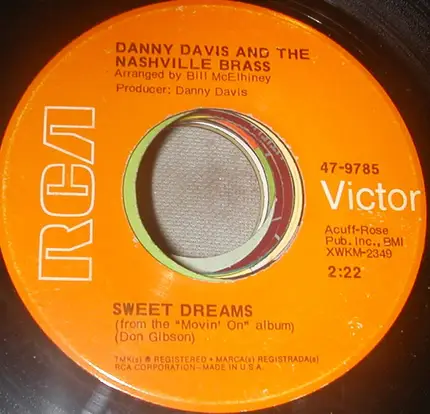 DANNY DAVIS AND THE
NASHVILLE BRASS
Arranged by Bill McElhiney
Producer: Danny Davis
RCA
47-9785
Victor
Acuff-Rose
Pub. Inc., BMI
XWKM-2349
2:22
SWEET DREAMS
(from the "Movin' On" album)
(Don Gibson)
TMK(s) ® REGISTERED • MARCA(s) REGISTRADA(s)
RCA CORPORATION—MADE IN U.S.A.